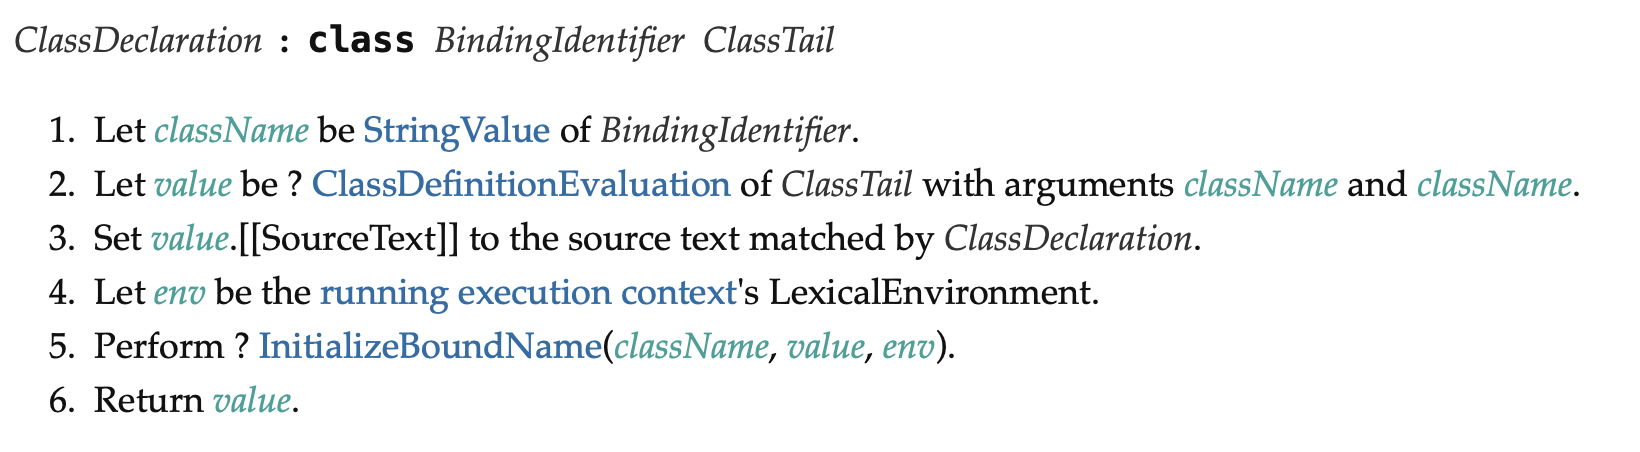 ClassDeclaration : class BindingIdentifier ClassTail
1. Let className be StringValue of BindingIdentifier.
2. Let value be ? ClassDefinitionEvaluation of ClassTail with arguments className and className.
3. Set value.[[SourceText]] to the source text matched by ClassDeclaration.
4. Let env be the running execution context's LexicalEnvironment.
5. Perform ? InitializeBoundName(className, value, env).
6. Return value.